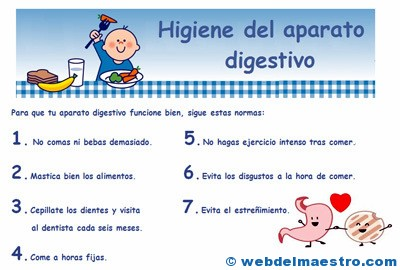 Higiene del aparato
digestivo
Para que tu aparato digestivo funcione bien, sigue estas normas:
1. No comas ni bebas demasiado.
2. Mastica bien los alimentos.
3. Cepillate los dientes y visita
al dentista cada seis meses.
4. Come a horas fijas.
5. No hagas ejercicio intenso tras comer.
6. Evita los disgustos a la hora de comer.
7. Evita el estreñimiento.
© webdelmaestro.com